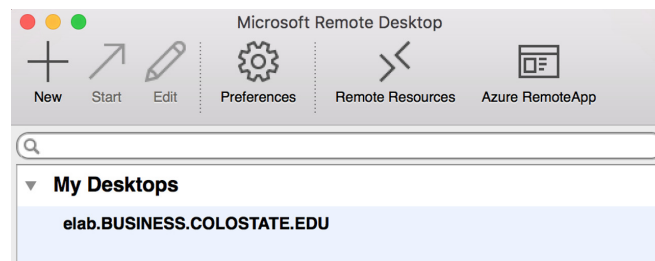 Microsoft Remote Desktop
New Start Edit Preferences Remote Resources Azure RemoteApp
My Desktops
elab.BUSINESS.COLOSTATE.EDU